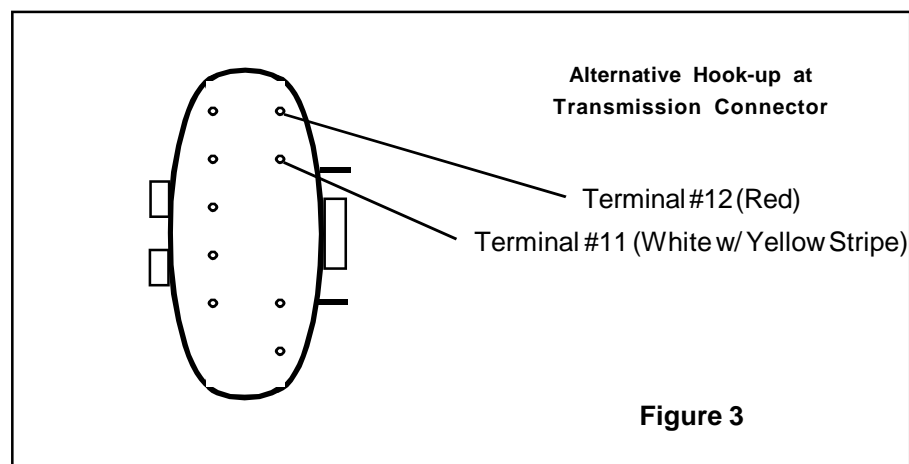 Alternative Hook-up at
Transmission Connector
Terminal #12 (Red)
Terminal #11 (White w/ Yellow Stripe)
Figure 3